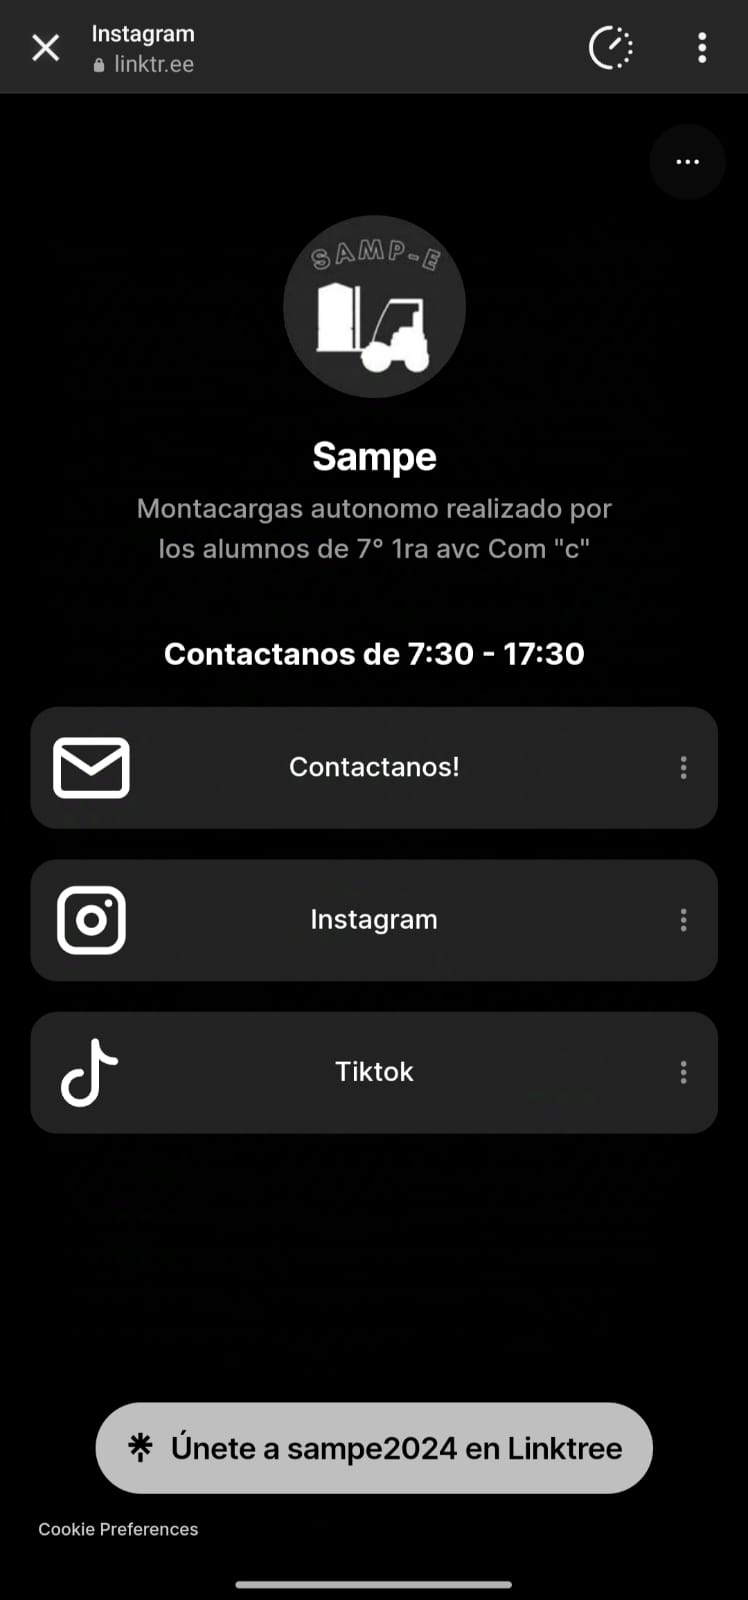 Instagram
linktr.ee
SAMP-E
Sampe
Montacargas autonomo realizado por
los alumnos de 7° 1ra avc Com "c"
Contactanos de 7:30 - 17:30
Contactanos!
Instagram
Tiktok
Únete a sampe2024 en Linktree
Cookie Preferences